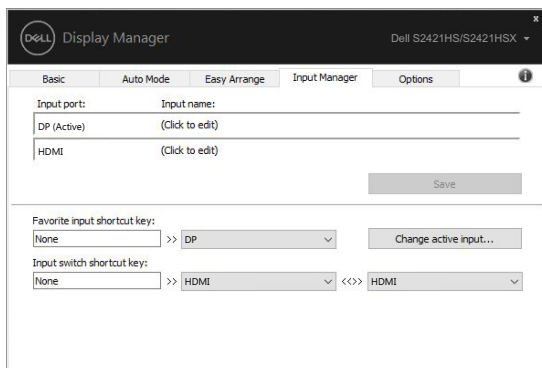 x
DELL Display Manager Dell S2421HS/S2421HSX
Basic Auto Mode Easy Arrange Input Manager Options i
Input port: Input name:
DP (Active) (Click to edit)
HDMI (Click to edit)
Save
Favorite input shortcut key:
None >> DP Change active input...
Input switch shortcut key:
None >> HDMI <<>> HDMI